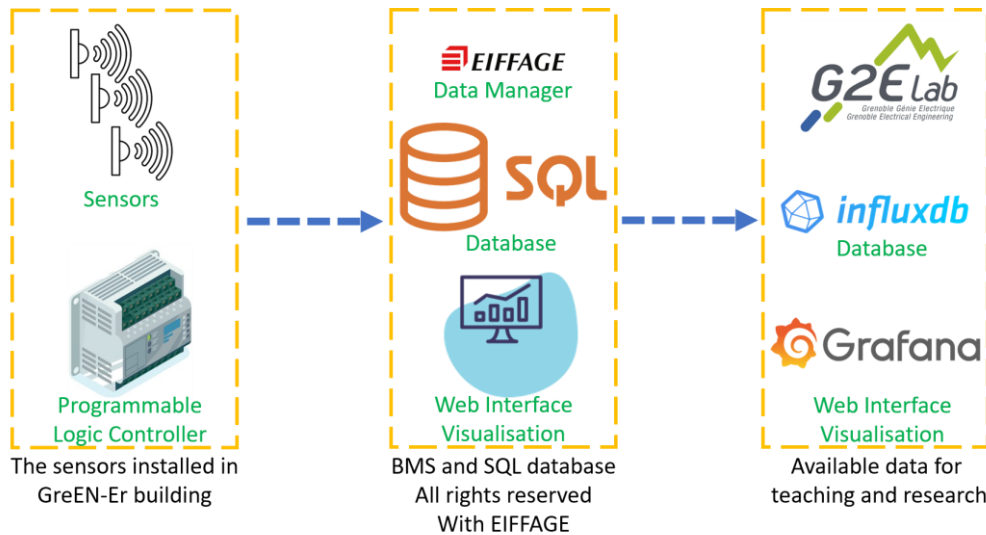 Sensors
Programmable
Logic Controller
The sensors installed in
GreEN-Er building
EIFFAGE
Data Manager
SQL
Database
Web Interface
Visualisation
BMS and SQL database
All rights reserved
With EIFFAGE
G2ELab
Grenoble Génie Electrique
Grenoble Electrical Engineering
influxdb
Database
Grafana
Web Interface
Visualisation
Available data for
teaching and research